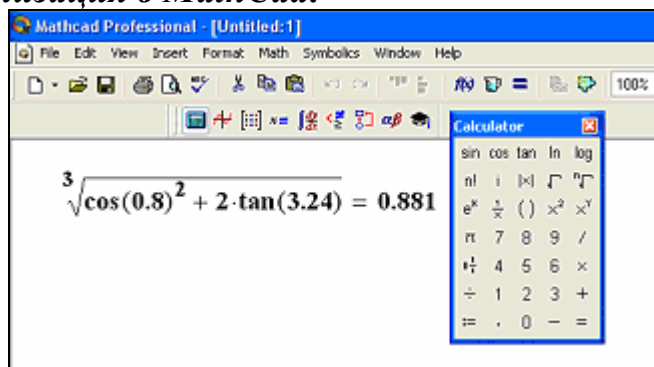 в MathCad.
Mathcad Professional - [Untitled:1]
File Edit View Insert Format Math Symbolics Window Help
100%
Calculator
sin cos tan ln log
n! i |×| √ ⁿ√
eˣ 1/x ( ) x² xʸ
π 7 8 9 /
4 5 6 ×
÷ 1 2 3 +
:= . 0 − =
∛(cos(0.8)² + 2·tan(3.24)) = 0.881